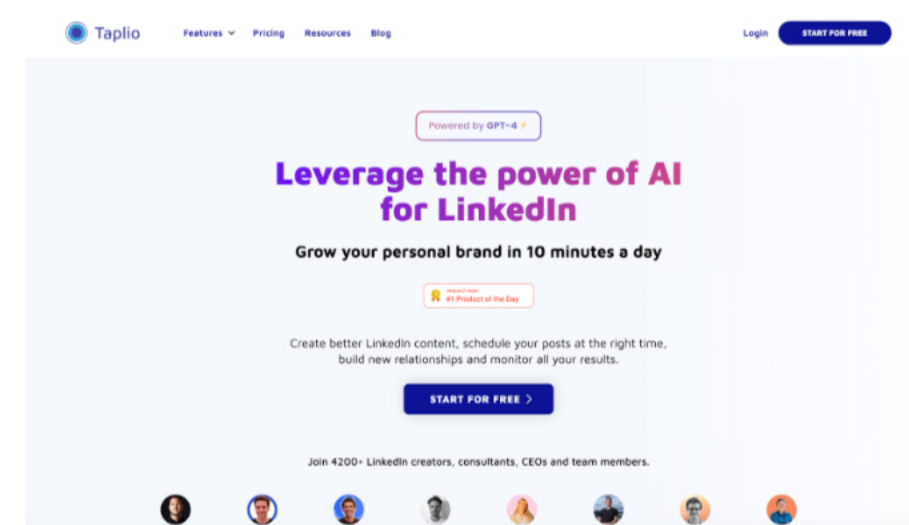 Taplio
Features
Pricing
Resources
Blog
Login
START FOR FREE
Powered by GPT-4
Leverage the power of AI
for LinkedIn
Grow your personal brand in 10 minutes a day
PRODUCT HUNT
#1 Product of the Day
Create better LinkedIn content, schedule your posts at the right time,
build new relationships and monitor all your results.
START FOR FREE
Join 4200+ LinkedIn creators, consultants, CEOs and team members.